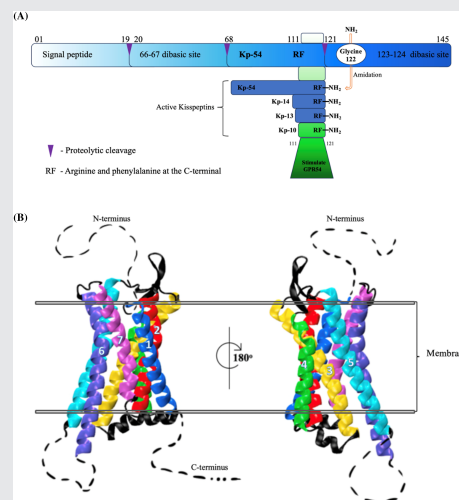 (A)
NH2
01 19 20 68 111 121 145
Signal peptide 66-67 dibasic site Kp-54 RF Glycine 122 123-124 dibasic site
Amidation
Kp-54 RF NH2
Kp-14 RF NH2
Active Kisspeptins
Kp-13 RF NH2
Kp-10 RF NH2
111 121
- Proteolytic cleavage
Stimulate
GPR54
RF - Arginine and phenylalanine at the C-terminal
(B)
N-terminus N-terminus
6 7 1 2 4 3 5
180o
Membra
C-terminus